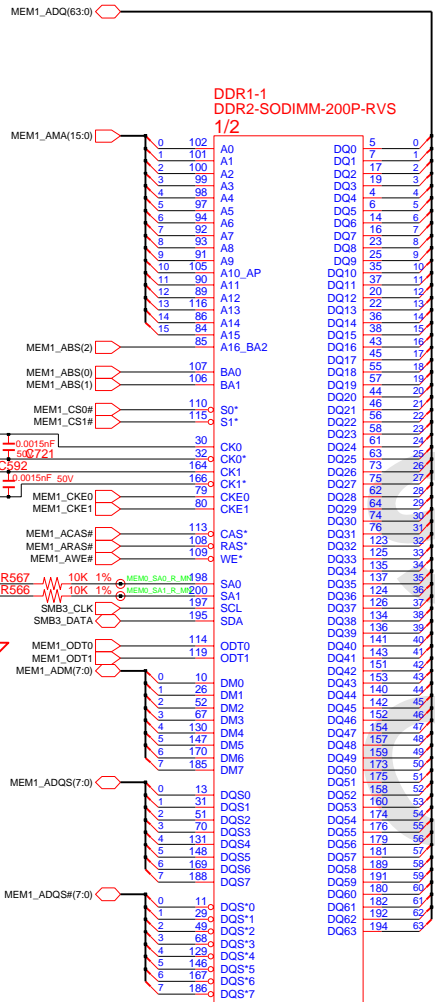 MEM1_ADQ(63:0)
DDR1-1
DDR2-SODIMM-200P-RVS
1/2
MEM1_AMA(15:0)
0 102 A0
1 101 A1
2 100 A2
3 99 A3
4 98 A4
5 97 A5
6 94 A6
7 92 A7
8 93 A8
9 91 A9
10 105 A10_AP
11 90 A11
12 89 A12
13 116 A13
14 86 A14
15 84 A15
MEM1_ABS(2) 85 A16_BA2
MEM1_ABS(0) 107 BA0
MEM1_ABS(1) 106 BA1
MEM1_CS0# 110 S0*
MEM1_CS1# 115 S1*
30 CK0
0.0015nF
50V
C721
32 CK0*
C592
164 CK1
0.0015nF 50V
166 CK1*
MEM1_CKE0 79 CKE0
MEM1_CKE1 80 CKE1
MEM1_ACAS# 113 CAS*
MEM1_ARAS# 108 RAS*
MEM1_AWE# 109 WE*
R567 10K 1% MEM0_SA0_R_MN 198 SA0
R566 10K 1% MEM0_SA1_R_MN 200 SA1
SMB3_CLK 197 SCL
SMB3_DATA 195 SDA
MEM1_ODT0 114 ODT0
MEM1_ODT1 119 ODT1
MEM1_ADM(7:0)
0 10 DM0
1 26 DM1
2 52 DM2
3 67 DM3
4 130 DM4
5 147 DM5
6 170 DM6
7 185 DM7
MEM1_ADQS(7:0)
0 13 DQS0
1 31 DQS1
2 51 DQS2
3 70 DQS3
4 131 DQS4
5 148 DQS5
6 169 DQS6
7 188 DQS7
MEM1_ADQS#(7:0)
0 11 DQS*0
1 29 DQS*1
2 49 DQS*2
3 68 DQS*3
4 129 DQS*4
5 146 DQS*5
6 167 DQS*6
7 186 DQS*7
DQ0 5 0
DQ1 7 1
DQ2 17 2
DQ3 19 3
DQ4 4 4
DQ5 6 5
DQ6 14 6
DQ7 16 7
DQ8 23 8
DQ9 25 9
DQ10 35 10
DQ11 37 11
DQ12 20 12
DQ13 22 13
DQ14 36 14
DQ15 38 15
DQ16 43 16
DQ17 45 17
DQ18 55 18
DQ19 57 19
DQ20 44 20
DQ21 46 21
DQ22 56 22
DQ23 58 23
DQ24 61 24
DQ25 63 25
DQ26 73 26
DQ27 75 27
DQ28 62 28
DQ29 64 29
DQ30 74 30
DQ31 76 31
DQ32 123 32
DQ33 125 33
DQ34 135 34
DQ35 137 35
DQ36 124 36
DQ37 126 37
DQ38 134 38
DQ39 136 39
DQ40 141 40
DQ41 143 41
DQ42 151 42
DQ43 153 43
DQ44 140 44
DQ45 142 45
DQ46 152 46
DQ47 154 47
DQ48 157 48
DQ49 159 49
DQ50 173 50
DQ51 175 51
DQ52 158 52
DQ53 160 53
DQ54 174 54
DQ55 176 55
DQ56 179 56
DQ57 181 57
DQ58 189 58
DQ59 191 59
DQ60 180 60
DQ61 182 61
DQ62 192 62
DQ63 194 63